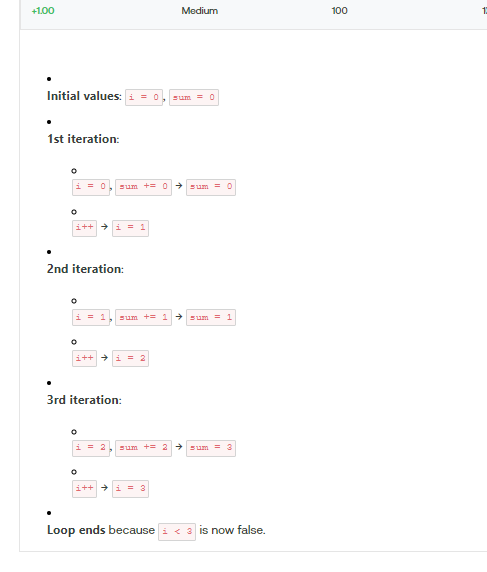 +1.00 Medium 100
Initial values: i = 0, sum = 0
1st iteration:
i = 0, sum += 0 → sum = 0
i++ → i = 1
2nd iteration:
i = 1, sum += 1 → sum = 1
i++ → i = 2
3rd iteration:
i = 2, sum += 2 → sum = 3
i++ → i = 3
Loop ends because i < 3 is now false.